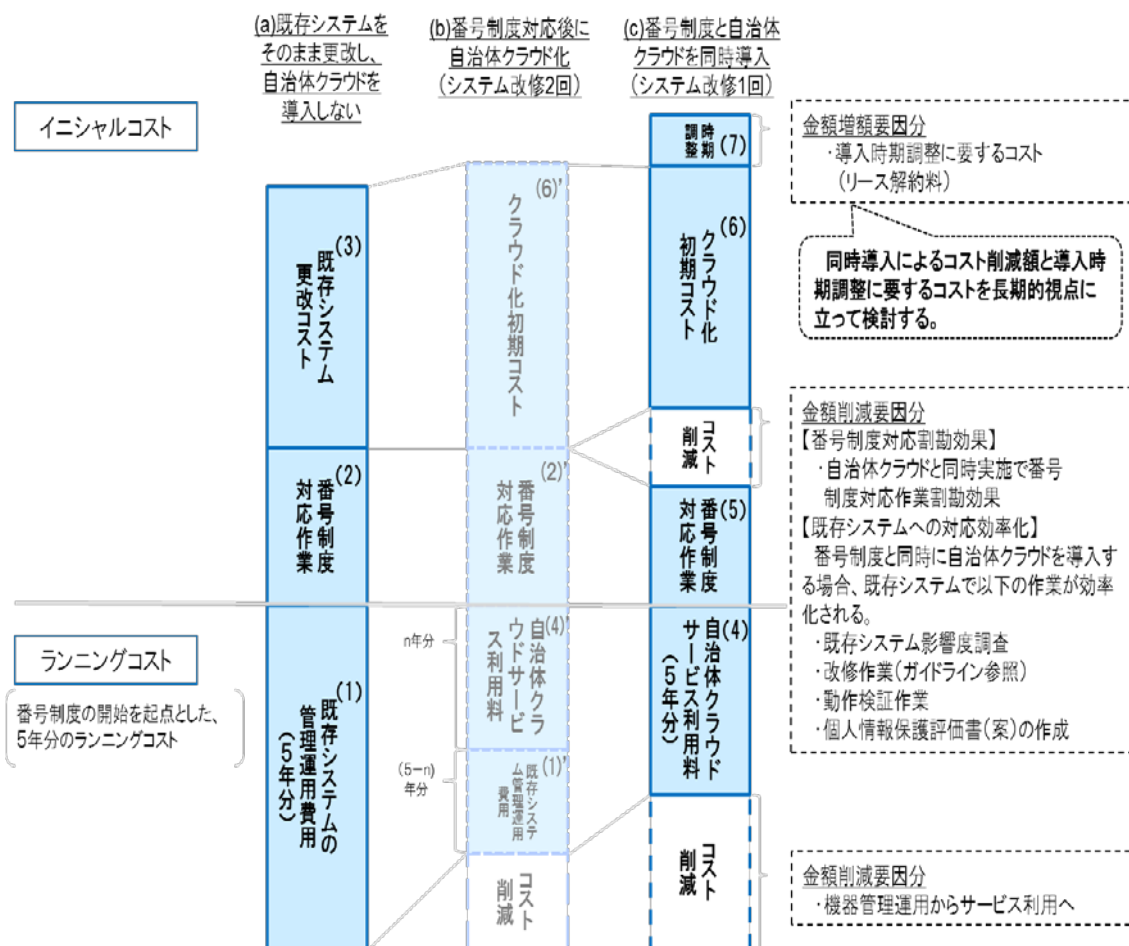 (a)既存システムを
そのまま更改し、
自治体クラウドを
導入しない
(b)番号制度対応後に
自治体クラウド化
(システム改修2回)
(c)番号制度と自治体
クラウドを同時導入
(システム改修1回)
イニシャルコスト
(3)
既存システム
更改コスト
(2)
番号制度
対応作業
(6)'
クラウド化初期コスト
(2)'
番号制度
対応作業
(7)
時期
調整
(6)
クラウド化
初期コスト
コスト
削減
(5)
番号制度
対応作業
金額増額要因分
・導入時期調整に要するコスト
(リース解約料)
同時導入によるコスト削減額と導入時
期調整に要するコストを長期的視点に
立って検討する。
金額削減要因分
【番号制度対応割勘効果】
・自治体クラウドと同時実施で番号
制度対応作業割勘効果
【既存システムへの対応効率化】
番号制度と同時に自治体クラウドを導入す
る場合、既存システムで以下の作業が効率
化される。
・既存システム影響度調査
・改修作業(ガイドライン参照)
・動作検証作業
・個人情報保護評価書(案)の作成
ランニングコスト
番号制度の開始を起点とした、
5年分のランニングコスト
(1)
既存システムの
管理運用費用
(5年分)
n年分
(4)'
自治体クラ
ウドサービ
ス利用料
(5-n)
年分
(1)'
既存システ
ム管理運用
費用
コスト
削減
(4)
自治体クラウド
サービス利用料
(5年分)
コスト
削減
金額削減要因分
・機器管理運用からサービス利用へ